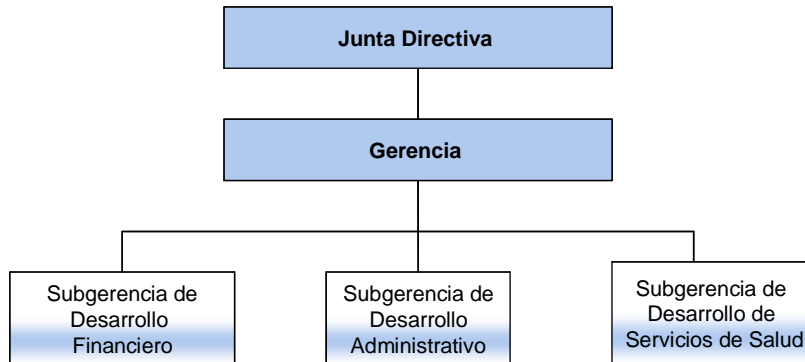 Junta Directiva
Gerencia
Subgerencia de
Desarrollo
Financiero
Subgerencia de
Desarrollo
Administrativo
Subgerencia de
Desarrollo de
Servicios de Salud